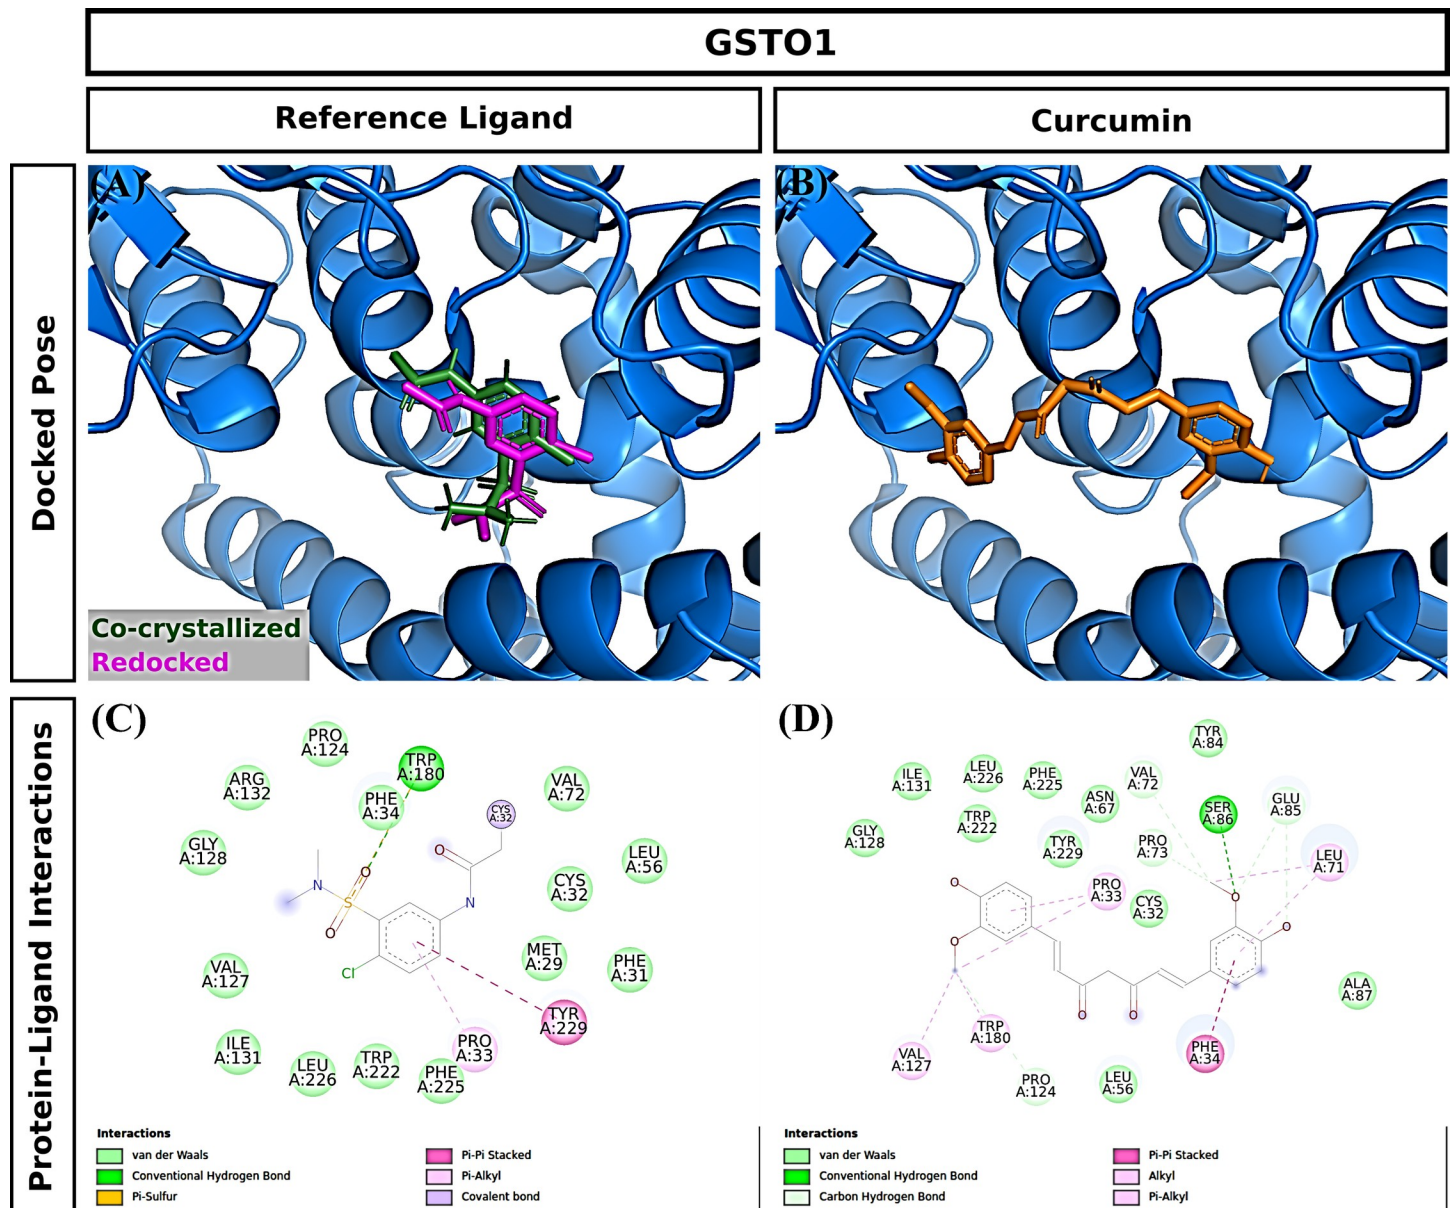 GSTO1
Reference Ligand
Curcumin
Docked Pose
(A)
(B)
Co-crystallized
Redocked
Protein-Ligand Interactions
(C)
PRO
A:124
TRP
A:180
ARG
A:132
PHE
A:34
VAL
A:72
CYS
A:32
GLY
A:128
LEU
A:56
CYS
A:32
O
O
N
S
N
O
Cl
MET
A:29
PHE
A:31
VAL
A:127
TYR
A:229
ILE
A:131
PRO
A:33
LEU
A:226
TRP
A:222
PHE
A:225
Interactions
van der Waals
Conventional Hydrogen Bond
Pi-Sulfur
Pi-Pi Stacked
Pi-Alkyl
Covalent bond
(D)
TYR
A:84
ILE
A:131
LEU
A:226
PHE
A:225
VAL
A:72
ASN
A:67
SER
A:86
GLU
A:85
GLY
A:128
TRP
A:222
TYR
A:229
PRO
A:73
LEU
A:71
PRO
A:33
CYS
A:32
O
O
O
O
O
O
ALA
A:87
VAL
A:127
TRP
A:180
PHE
A:34
PRO
A:124
LEU
A:56
Interactions
van der Waals
Conventional Hydrogen Bond
Carbon Hydrogen Bond
Pi-Pi Stacked
Alkyl
Pi-Alkyl